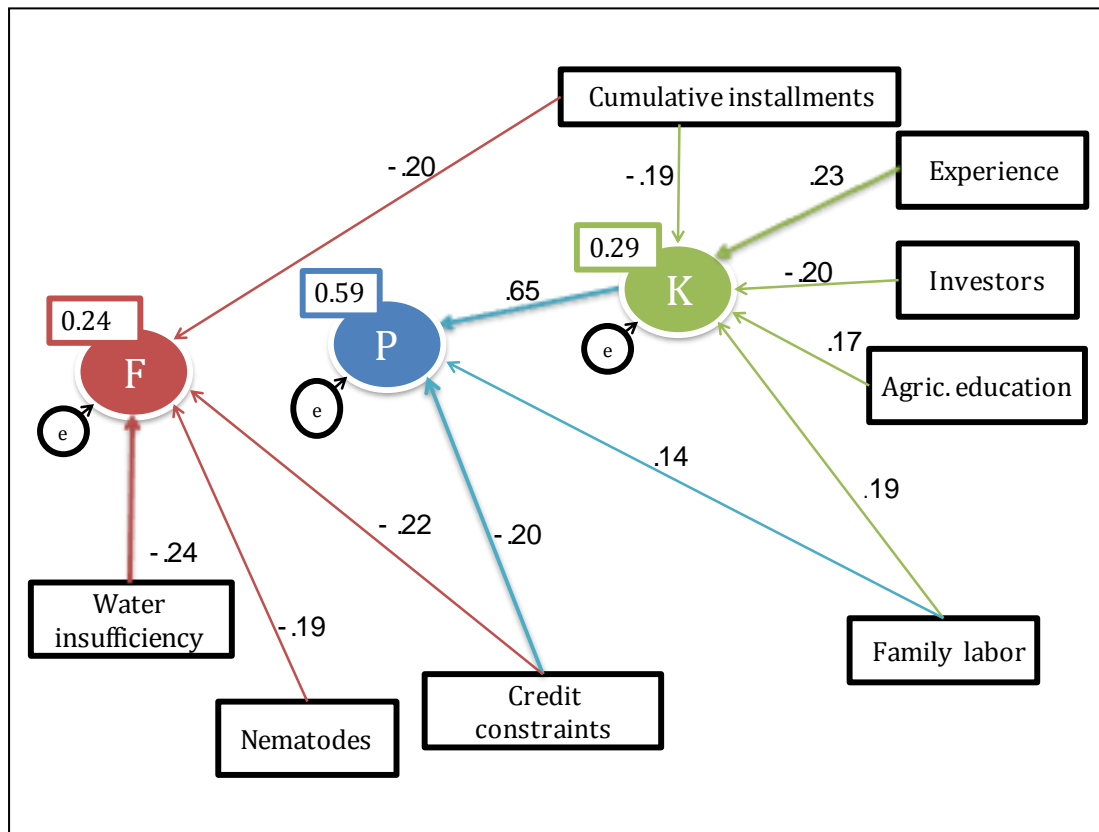 Cumulative installments
- .20
- .19
.23
Experience
0.29
K
- .20
Investors
.65
0.59
P
0.24
F
e
e
e
.17
Agric. education
.14
.19
- .22
- .20
- .24
Water
insufficiency
- .19
Nematodes
Credit
constraints
Family labor